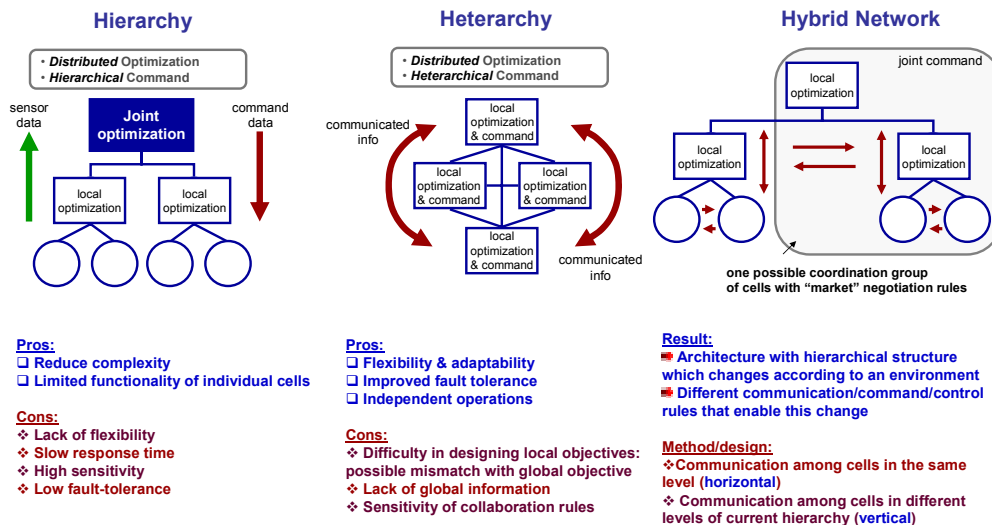 Hierarchy
• Distributed Optimization
• Hierarchical Command
sensor
data
Joint
optimization
command
data
local
optimization
local
optimization
Pros:
❑ Reduce complexity
❑ Limited functionality of individual cells
Cons:
❖ Lack of flexibility
❖ Slow response time
❖ High sensitivity
❖ Low fault-tolerance
Heterarchy
• Distributed Optimization
• Heterarchical Command
local
optimization
& command
communicated
info
local
optimization
& command
local
optimization
& command
local
optimization
& command
communicated
info
Pros:
❑ Flexibility & adaptability
❑ Improved fault tolerance
❑ Independent operations
Cons:
❖ Difficulty in designing local objectives:
possible mismatch with global objective
❖ Lack of global information
❖ Sensitivity of collaboration rules
Hybrid Network
joint command
local
optimization
local
optimization
local
optimization
one possible coordination group
of cells with “market” negotiation rules
Result:
Architecture with hierarchical structure
which changes according to an environment
Different communication/command/control
rules that enable this change
Method/design:
❖Communication among cells in the same
level (horizontal)
❖ Communication among cells in different
levels of current hierarchy (vertical)